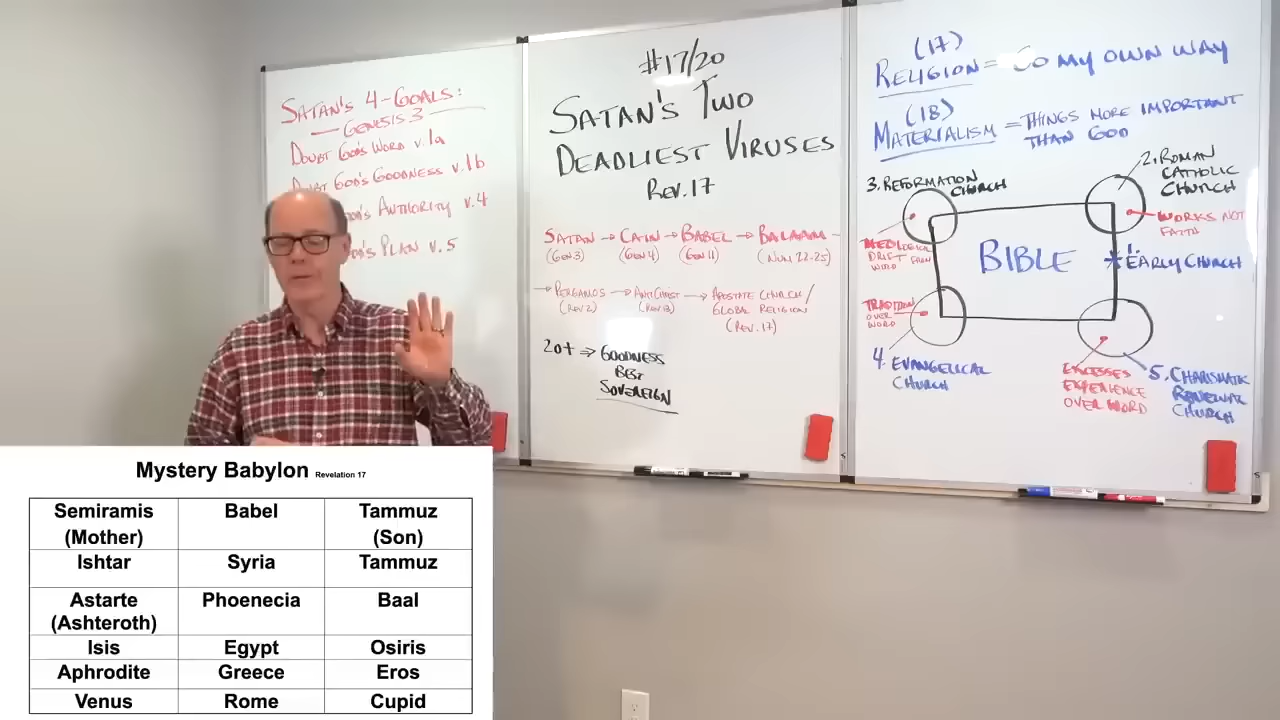 SATAN'S 4-GOALS:
GENESIS 3
DOUBT GOD'S WORD v.1a
GOD'S GOODNESS v.1b
AUTHORITY v.4
PLAN v.5
#17/20
SATAN'S TWO
DEADLIEST VIRUSES
REV. 17
SATAN → CAIN → BABEL → BALAAM
(GEN 3) (GEN 4) (GEN 11) (NUM 22-25)
→ PERGAMOS → ANTICHRIST → APOSTATE CHURCH/
GLOBAL RELIGION
(REV 2) (REV 13) (REV. 17)
⇒ GOODNESS
BEST
SOVEREIGN
(17)
RELIGION = GO MY OWN WAY
(18)
MATERIALISM = THINGS MORE IMPORTANT
THAN GOD
3. REFORMATION
CHURCH
2. ROMAN
CATHOLIC
CHURCH
WORKS NOT
FAITH
DRIFT FROM
WORD
BIBLE
1.
EARLY CHURCH
TRADITION
OVER
WORD
4. EVANGELICAL
CHURCH
EXCESSES
EXPERIENCE
OVER WORD
5. CHARISMATIC
RENEWAL
CHURCH
Mystery Babylon Revelation 17
Semiramis Babel Tammuz
(Mother) (Son)
Ishtar Syria Tammuz
Astarte Phoenecia Baal
(Ashteroth)
Isis Egypt Osiris
Aphrodite Greece Eros
Venus Rome Cupid